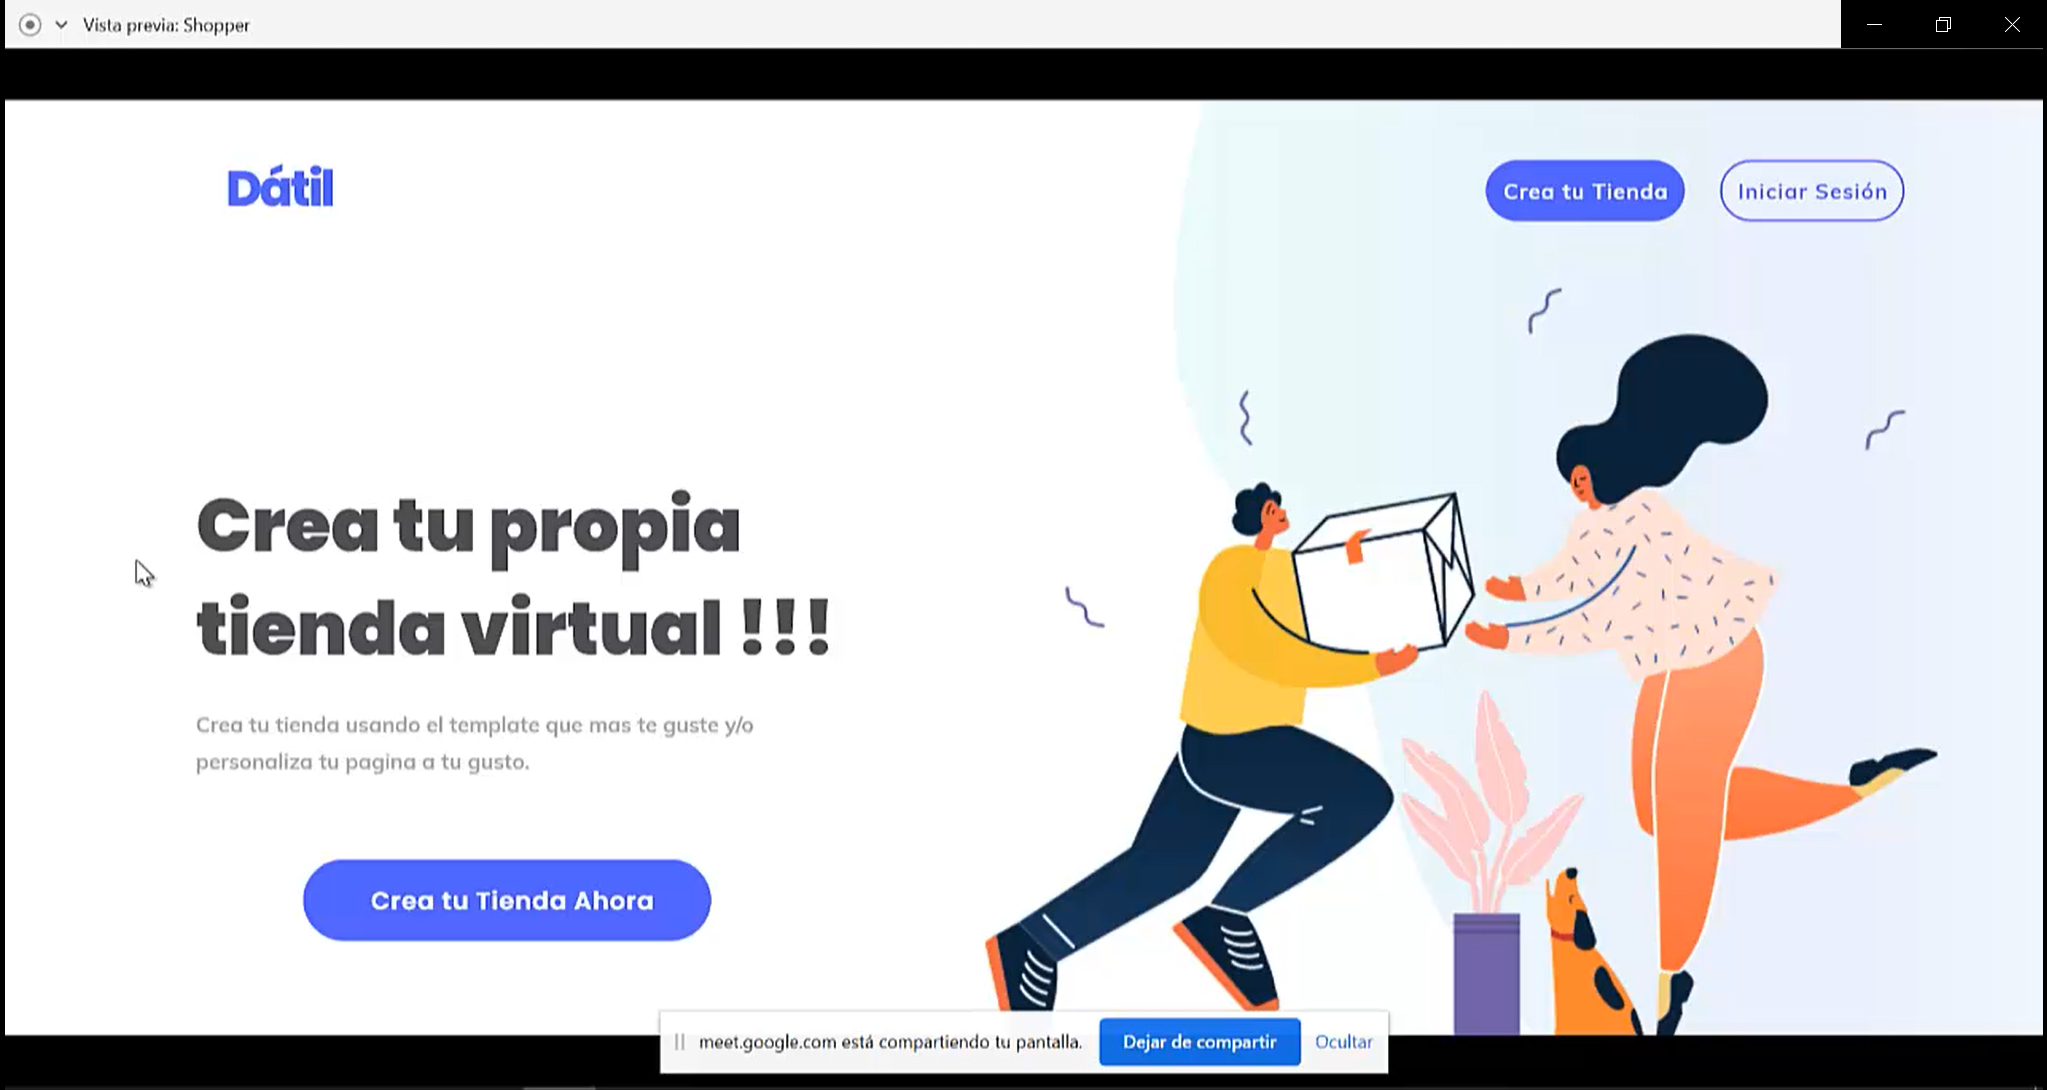 Vista previa: Shopper
Dátil
Crea tu Tienda
Iniciar Sesión
Crea tu propia
tienda virtual !!!
Crea tu tienda usando el template que mas te guste y/o
personaliza tu pagina a tu gusto.
Crea tu Tienda Ahora
meet.google.com está compartiendo tu pantalla.
Dejar de compartir
Ocultar